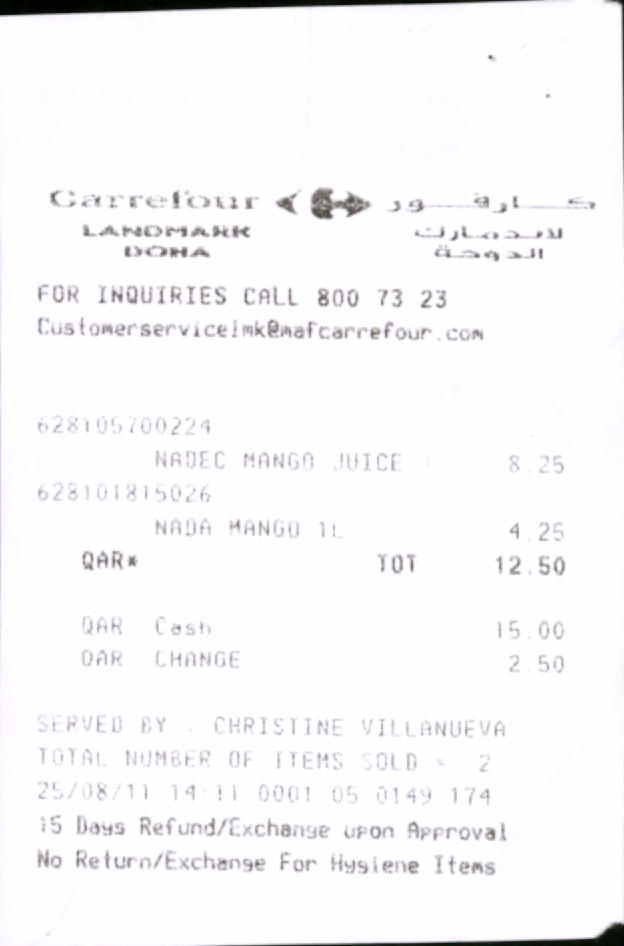 Carrefour كارفور
LANDMARK لاندمارك
DOHA الدوحة
FOR INQUIRIES CALL 800 73 23
Customerservicelmk@mafcarrefour.com
628105700224
NADEC MANGO JUICE 8.25
628101815026
NADA MANGO 1L 4.25
QAR* TOT 12.50
QAR Cash 15.00
QAR CHANGE 2.50
SERVED BY : CHRISTINE VILLANUEVA
TOTAL NUMBER OF ITEMS SOLD = 2
25/08/11 14:11 0001 05 0149 174
15 Days Refund/Exchange upon Approval
No Return/Exchange For Hygiene Items